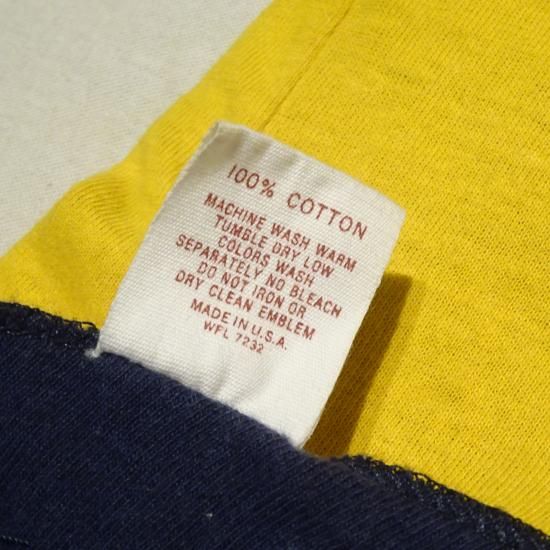 100% COTTON
MACHINE WASH WARM
TUMBLE DRY LOW
COLORS WASH
SEPARATELY NO BLEACH
DO NOT IRON OR
DRY CLEAN EMBLEM
MADE IN U.S.A.
WFL 7232